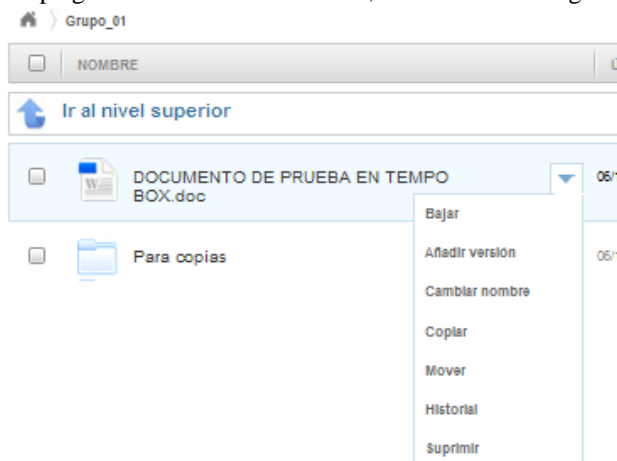 Grupo_01
NOMBRE
Ir al nivel superior
DOCUMENTO DE PRUEBA EN TEMPO
BOX.doc
06/
Bajar
Añadir versión
Para copias
06/
Cambiar nombre
Copiar
Mover
Historial
Suprimir